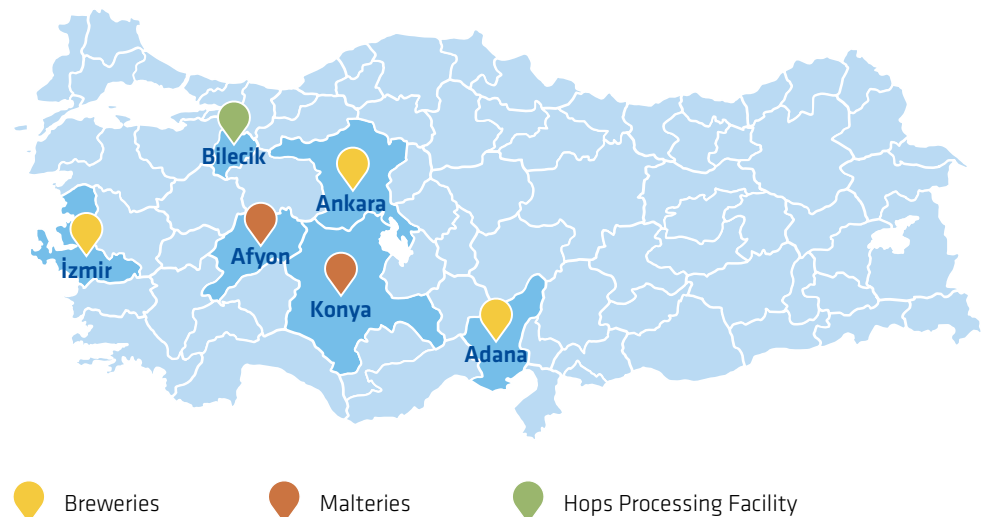 Bilecik
Ankara
Afyon
İzmir
Konya
Adana
Breweries
Malteries
Hops Processing Facility